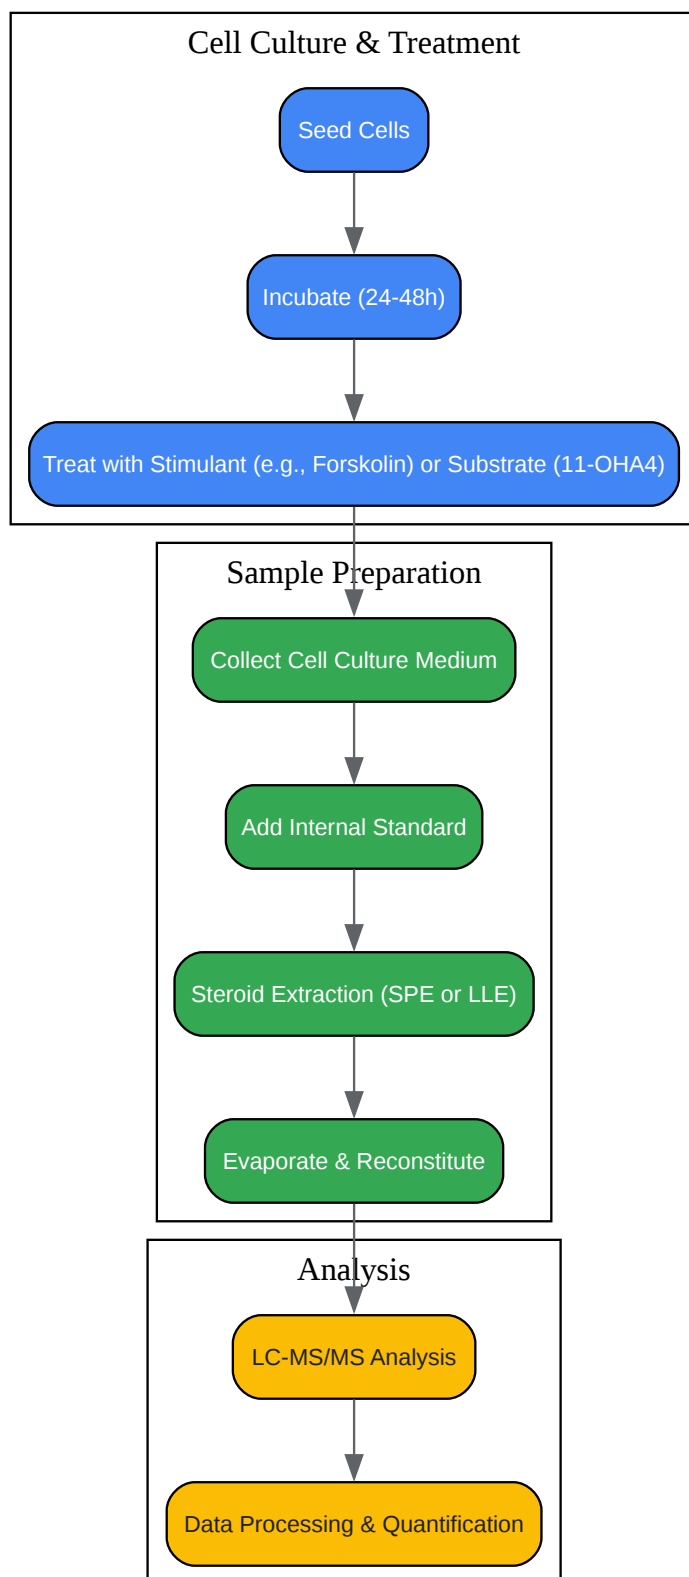 Cell Culture & Treatment
Seed Cells
Incubate (24-48h)
Treat with Stimulant (e.g., Forskolin) or Substrate (11-OHA4)
Sample Preparation
Collect Cell Culture Medium
Add Internal Standard
Steroid Extraction (SPE or LLE)
Evaporate & Reconstitute
Analysis
LC-MS/MS Analysis
Data Processing & Quantification